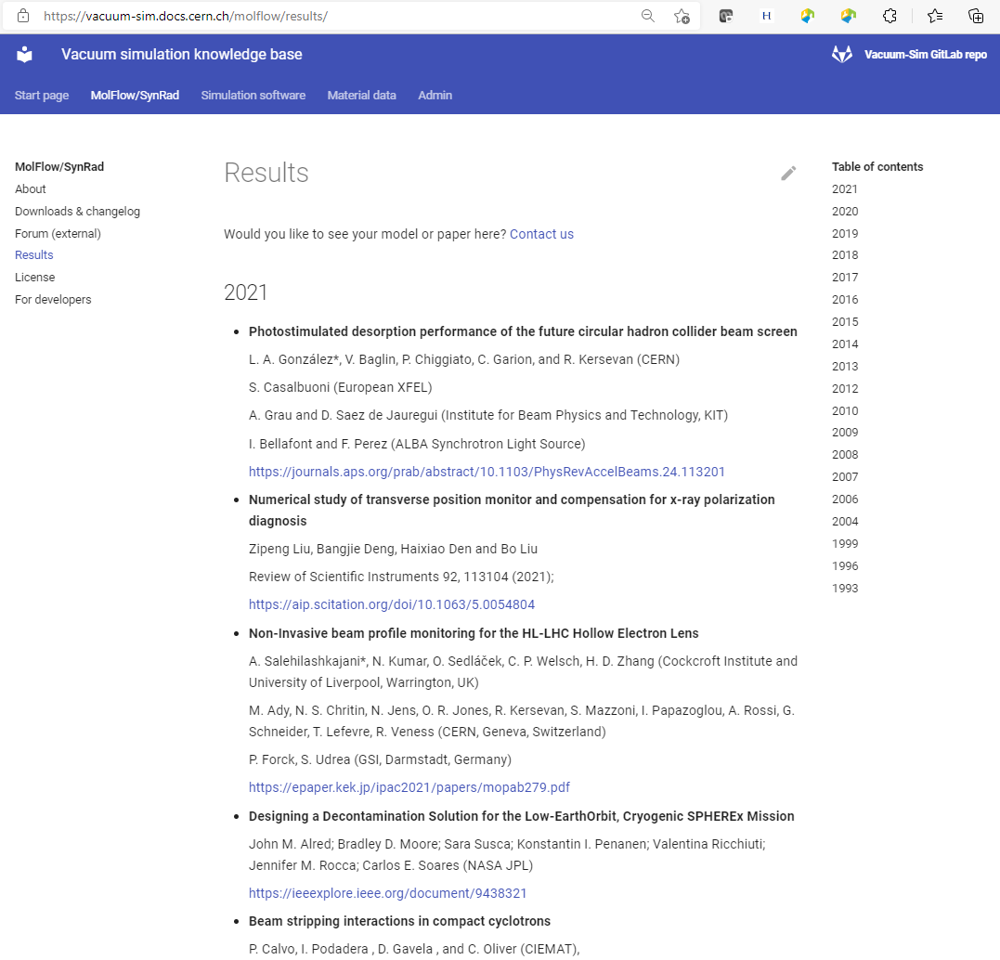 https://vacuum-sim.docs.cern.ch/molflow/results/
H
Vacuum simulation knowledge base
Vacuum-Sim GitLab repo
Start page
MolFlow/SynRad
Simulation software
Material data
Admin
MolFlow/SynRad
About
Downloads & changelog
Forum (external)
Results
License
For developers
Results
Would you like to see your model or paper here? Contact us
2021
Photostimulated desorption performance of the future circular hadron collider beam screen
L. A. González*, V. Baglin, P. Chiggiato, C. Garion, and R. Kersevan (CERN)
S. Casalbuoni (European XFEL)
A. Grau and D. Saez de Jauregui (Institute for Beam Physics and Technology, KIT)
I. Bellafont and F. Perez (ALBA Synchrotron Light Source)
https://journals.aps.org/prab/abstract/10.1103/PhysRevAccelBeams.24.113201
Numerical study of transverse position monitor and compensation for x-ray polarization
diagnosis
Zipeng Liu, Bangjie Deng, Haixiao Den and Bo Liu
Review of Scientific Instruments 92, 113104 (2021);
https://aip.scitation.org/doi/10.1063/5.0054804
Non-Invasive beam profile monitoring for the HL-LHC Hollow Electron Lens
A. Salehilashkajani*, N. Kumar, O. Sedláček, C. P. Welsch, H. D. Zhang (Cockcroft Institute and
University of Liverpool, Warrington, UK)
M. Ady, N. S. Chritin, N. Jens, O. R. Jones, R. Kersevan, S. Mazzoni, I. Papazoglou, A. Rossi, G.
Schneider, T. Lefevre, R. Veness (CERN, Geneva, Switzerland)
P. Forck, S. Udrea (GSI, Darmstadt, Germany)
https://epaper.kek.jp/ipac2021/papers/mopab279.pdf
Designing a Decontamination Solution for the Low-EarthOrbit, Cryogenic SPHEREx Mission
John M. Alred; Bradley D. Moore; Sara Susca; Konstantin I. Penanen; Valentina Ricchiuti;
Jennifer M. Rocca; Carlos E. Soares (NASA JPL)
https://ieeexplore.ieee.org/document/9438321
Beam stripping interactions in compact cyclotrons
P. Calvo, I. Podadera , D. Gavela , and C. Oliver (CIEMAT),
Table of contents
2021
2020
2019
2018
2017
2016
2015
2014
2013
2012
2010
2009
2008
2007
2006
2004
1999
1996
1993